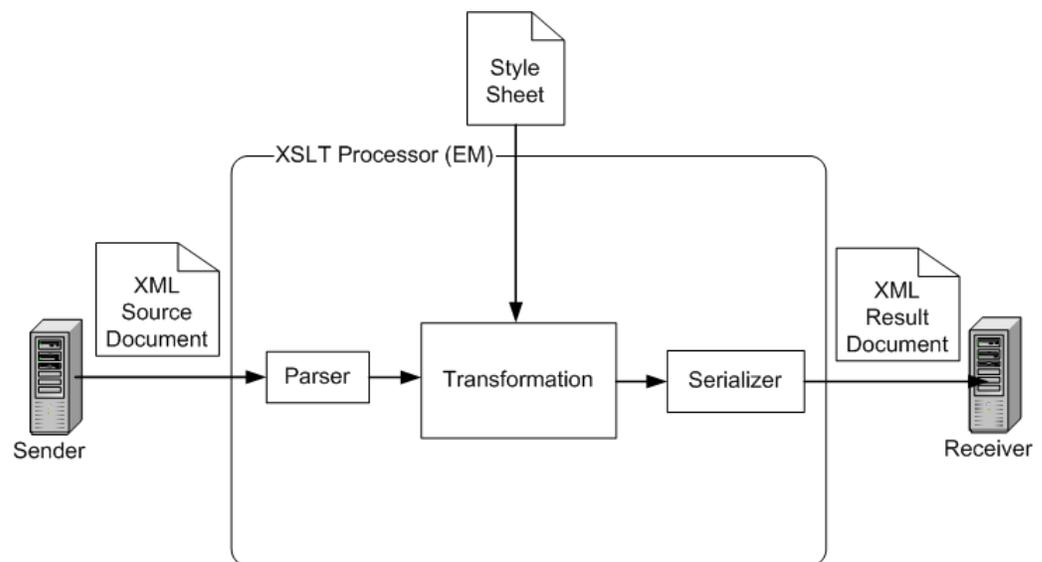 Style
Sheet
XSLT Processor (EM)
XML
Source
Document
XML
Result
Document
Parser
Transformation
Serializer
Sender
Receiver